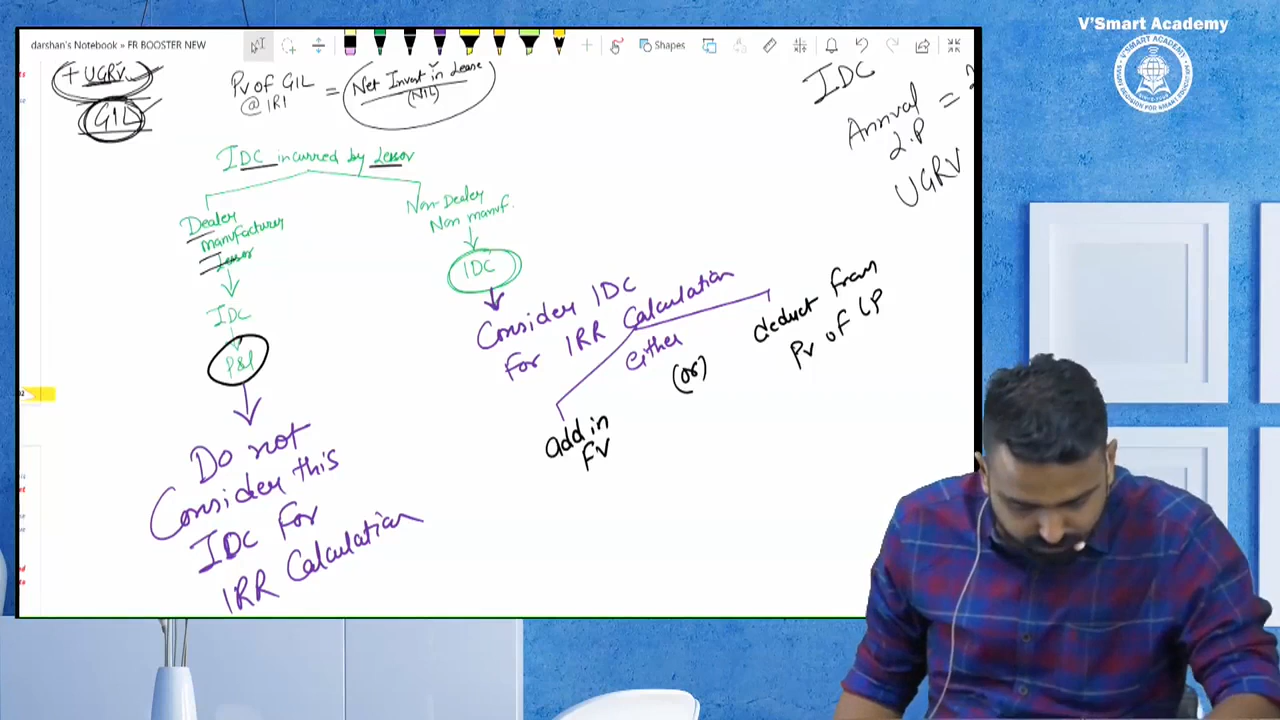 V'Smart Academy
darshan's Notebook » FR BOOSTER NEW
Shapes
+ UGRV
GIL
Pv of GIL
@ IRI
= Net Invest in Lease
(NIL)
IDC
Annual
L.P
=
UGRV
IDC incurred by Lessor
Dealer
manufacturer
Lessor
IDC
P&L
Do not
Consider this
IDC for
IRR Calculation
Non-Dealer
Non manuf.
IDC
Consider IDC
for IRR Calculation
either
(or)
add in
FV
deduct from
Pv of LP